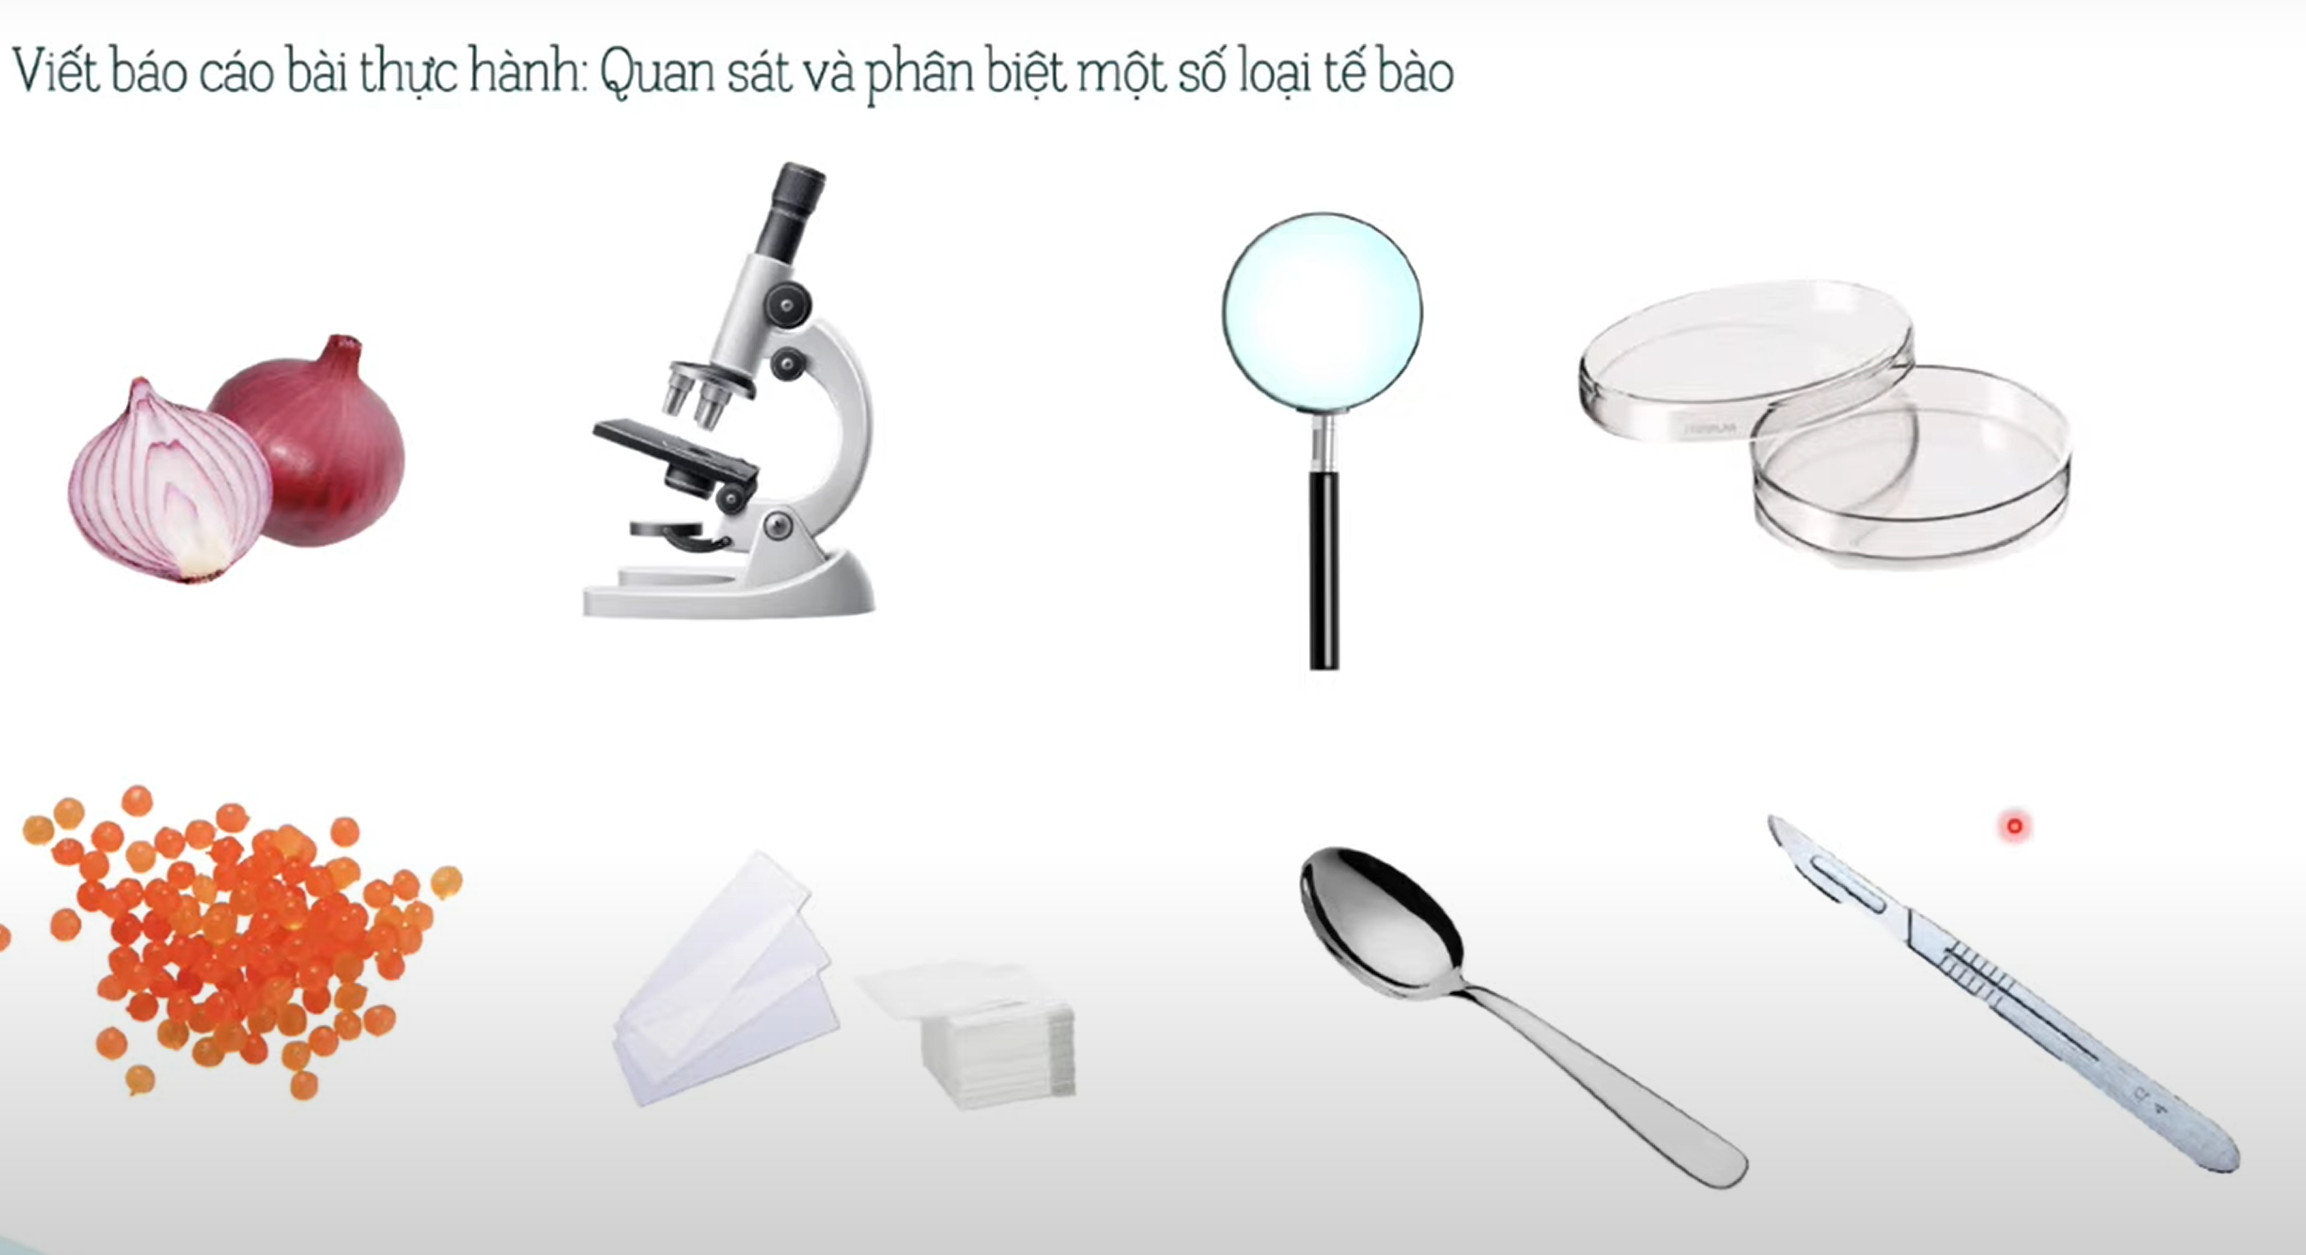 Viết báo cáo bài thực hành: Quan sát và phân biệt một số loại tế bào